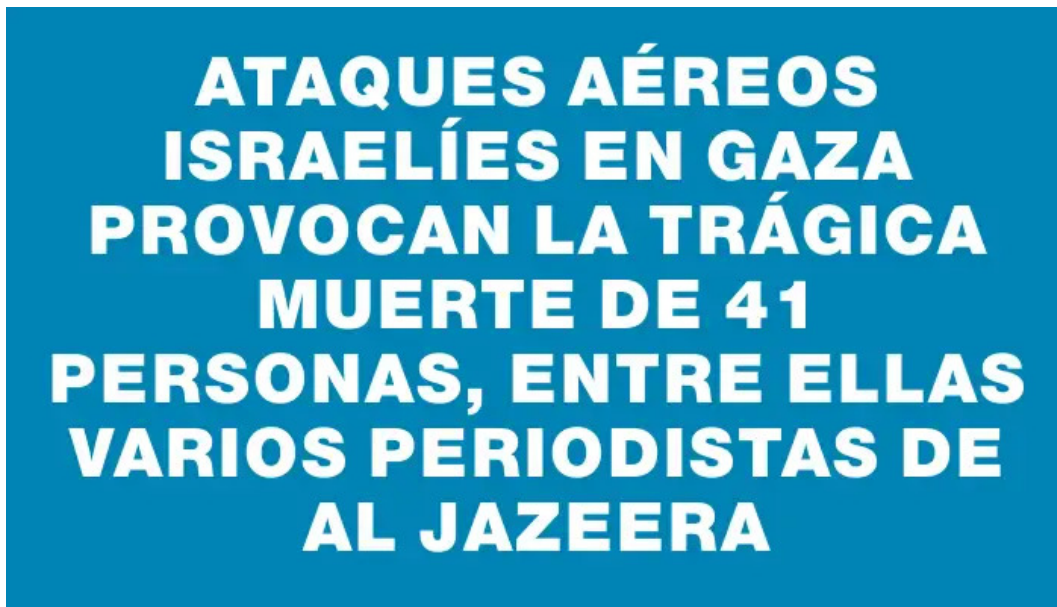 ATAQUES AÉREOS
ISRAELÍES EN GAZA
PROVOCAN LA TRÁGICA
MUERTE DE 41
PERSONAS, ENTRE ELLAS
VARIOS PERIODISTAS DE
AL JAZEERA